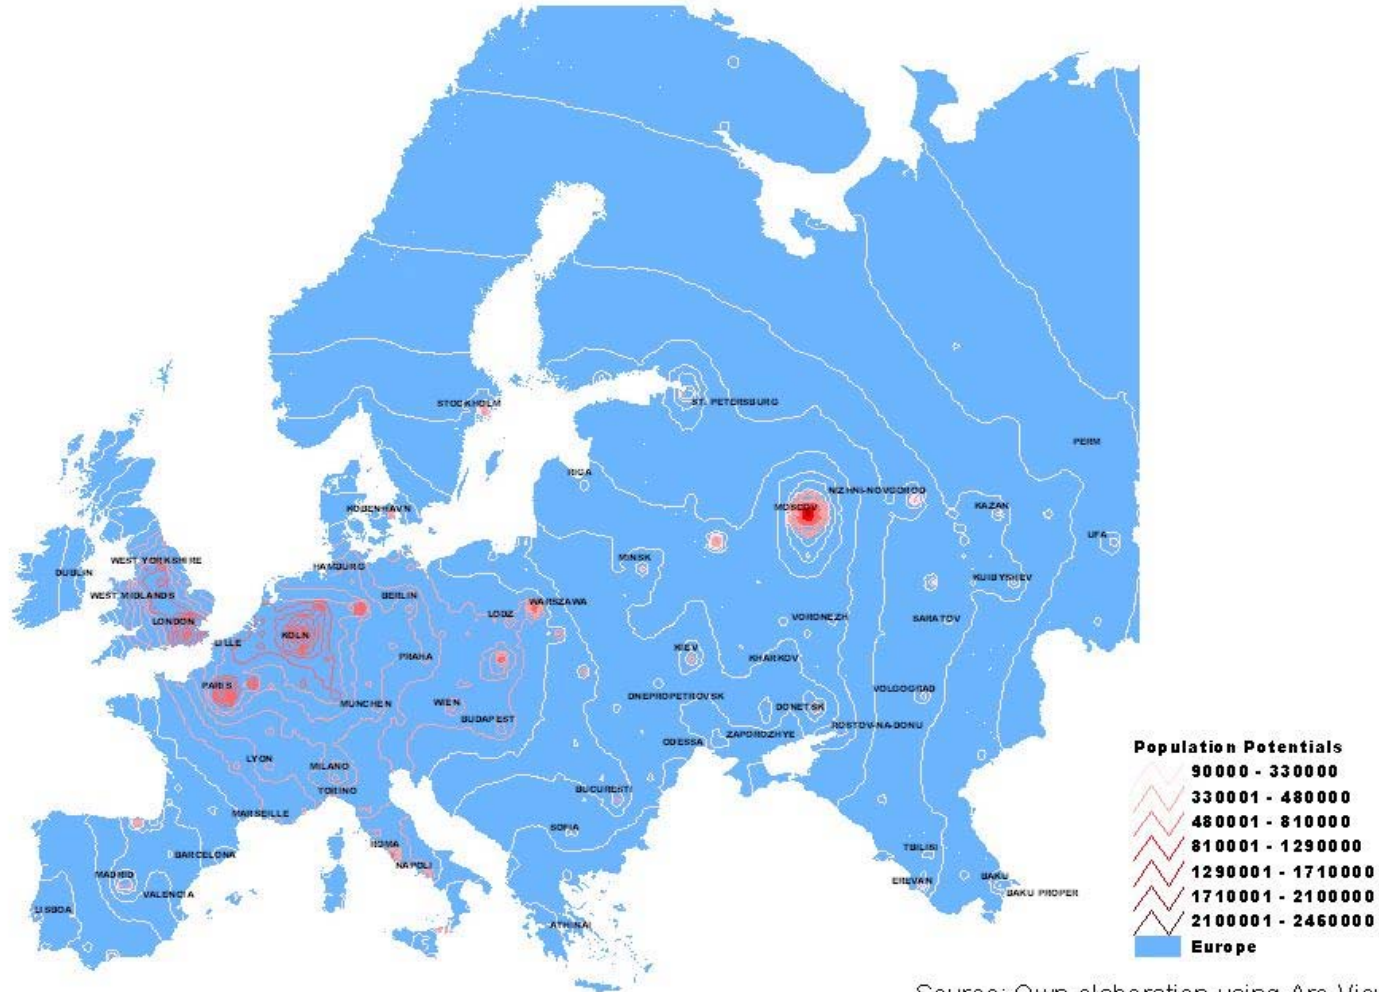 STOCKHOLM
ST. PETERSBURG
PERM
RIGA
NIZHNI-NOVGOROD
MOSCOW
KAZAN
KOBENHAVN
UFA
WEST YORKSHIRE
MINSK
DUBLIN
HAMBURG
KUIBYSHEV
WEST MIDLANDS
BERLIN
WARSZAWA
LODZ
VORONEZH
SARATOV
LONDON
KOLN
LILLE
KIEV
PRAHA
KHARKOV
PARIS
VOLGOGRAD
DNEPROPETROVSK
MUNCHEN
WIEN
DONETSK
BUDAPEST
ROSTOV-NA-DONU
ZAPOROZHYE
ODESSA
LYON
MILANO
TORINO
BUCURESTI
MARSEILLE
SOFIA
ROMA
TBILISI
BARCELONA
NAPOLI
MADRID
BAKU
EREVAN
VALENCIA
BAKU PROPER
LISBOA
ATHINAI
Population Potentials
90000 - 330000
330001 - 480000
480001 - 810000
810001 - 1290000
1290001 - 1710000
1710001 - 2100000
2100001 - 2460000
Europe